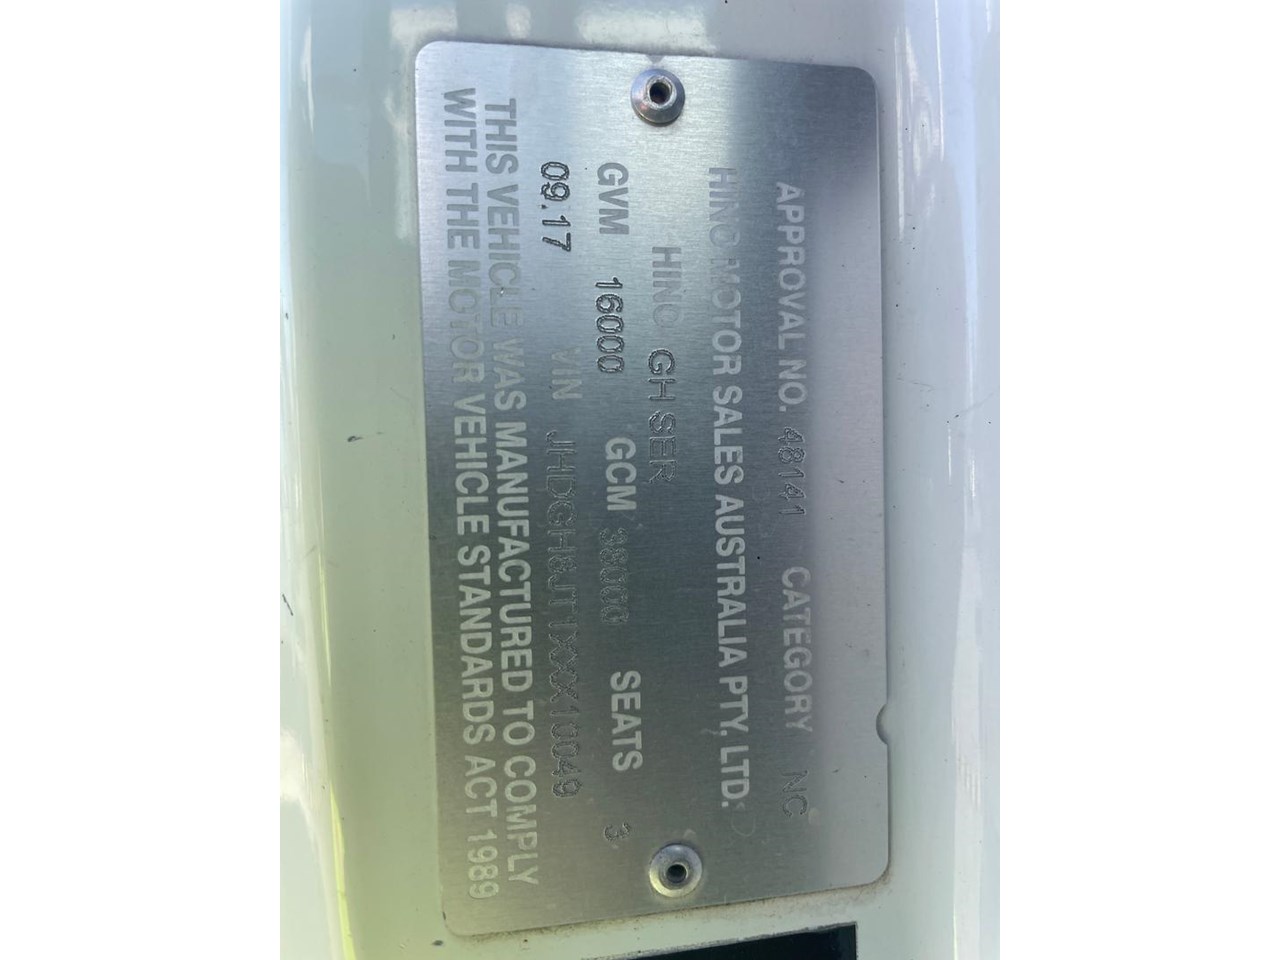 APPROVAL NO. 48141 CATEGORY NC
HINO MOTOR SALES AUSTRALIA PTY. LTD.
HINO GH SER
GVM 16000 GCM SEATS 3
09.17 VIN
THIS VEHICLE WAS MANUFACTURED TO COMPLY
WITH THE MOTOR VEHICLE STANDARDS ACT 1989